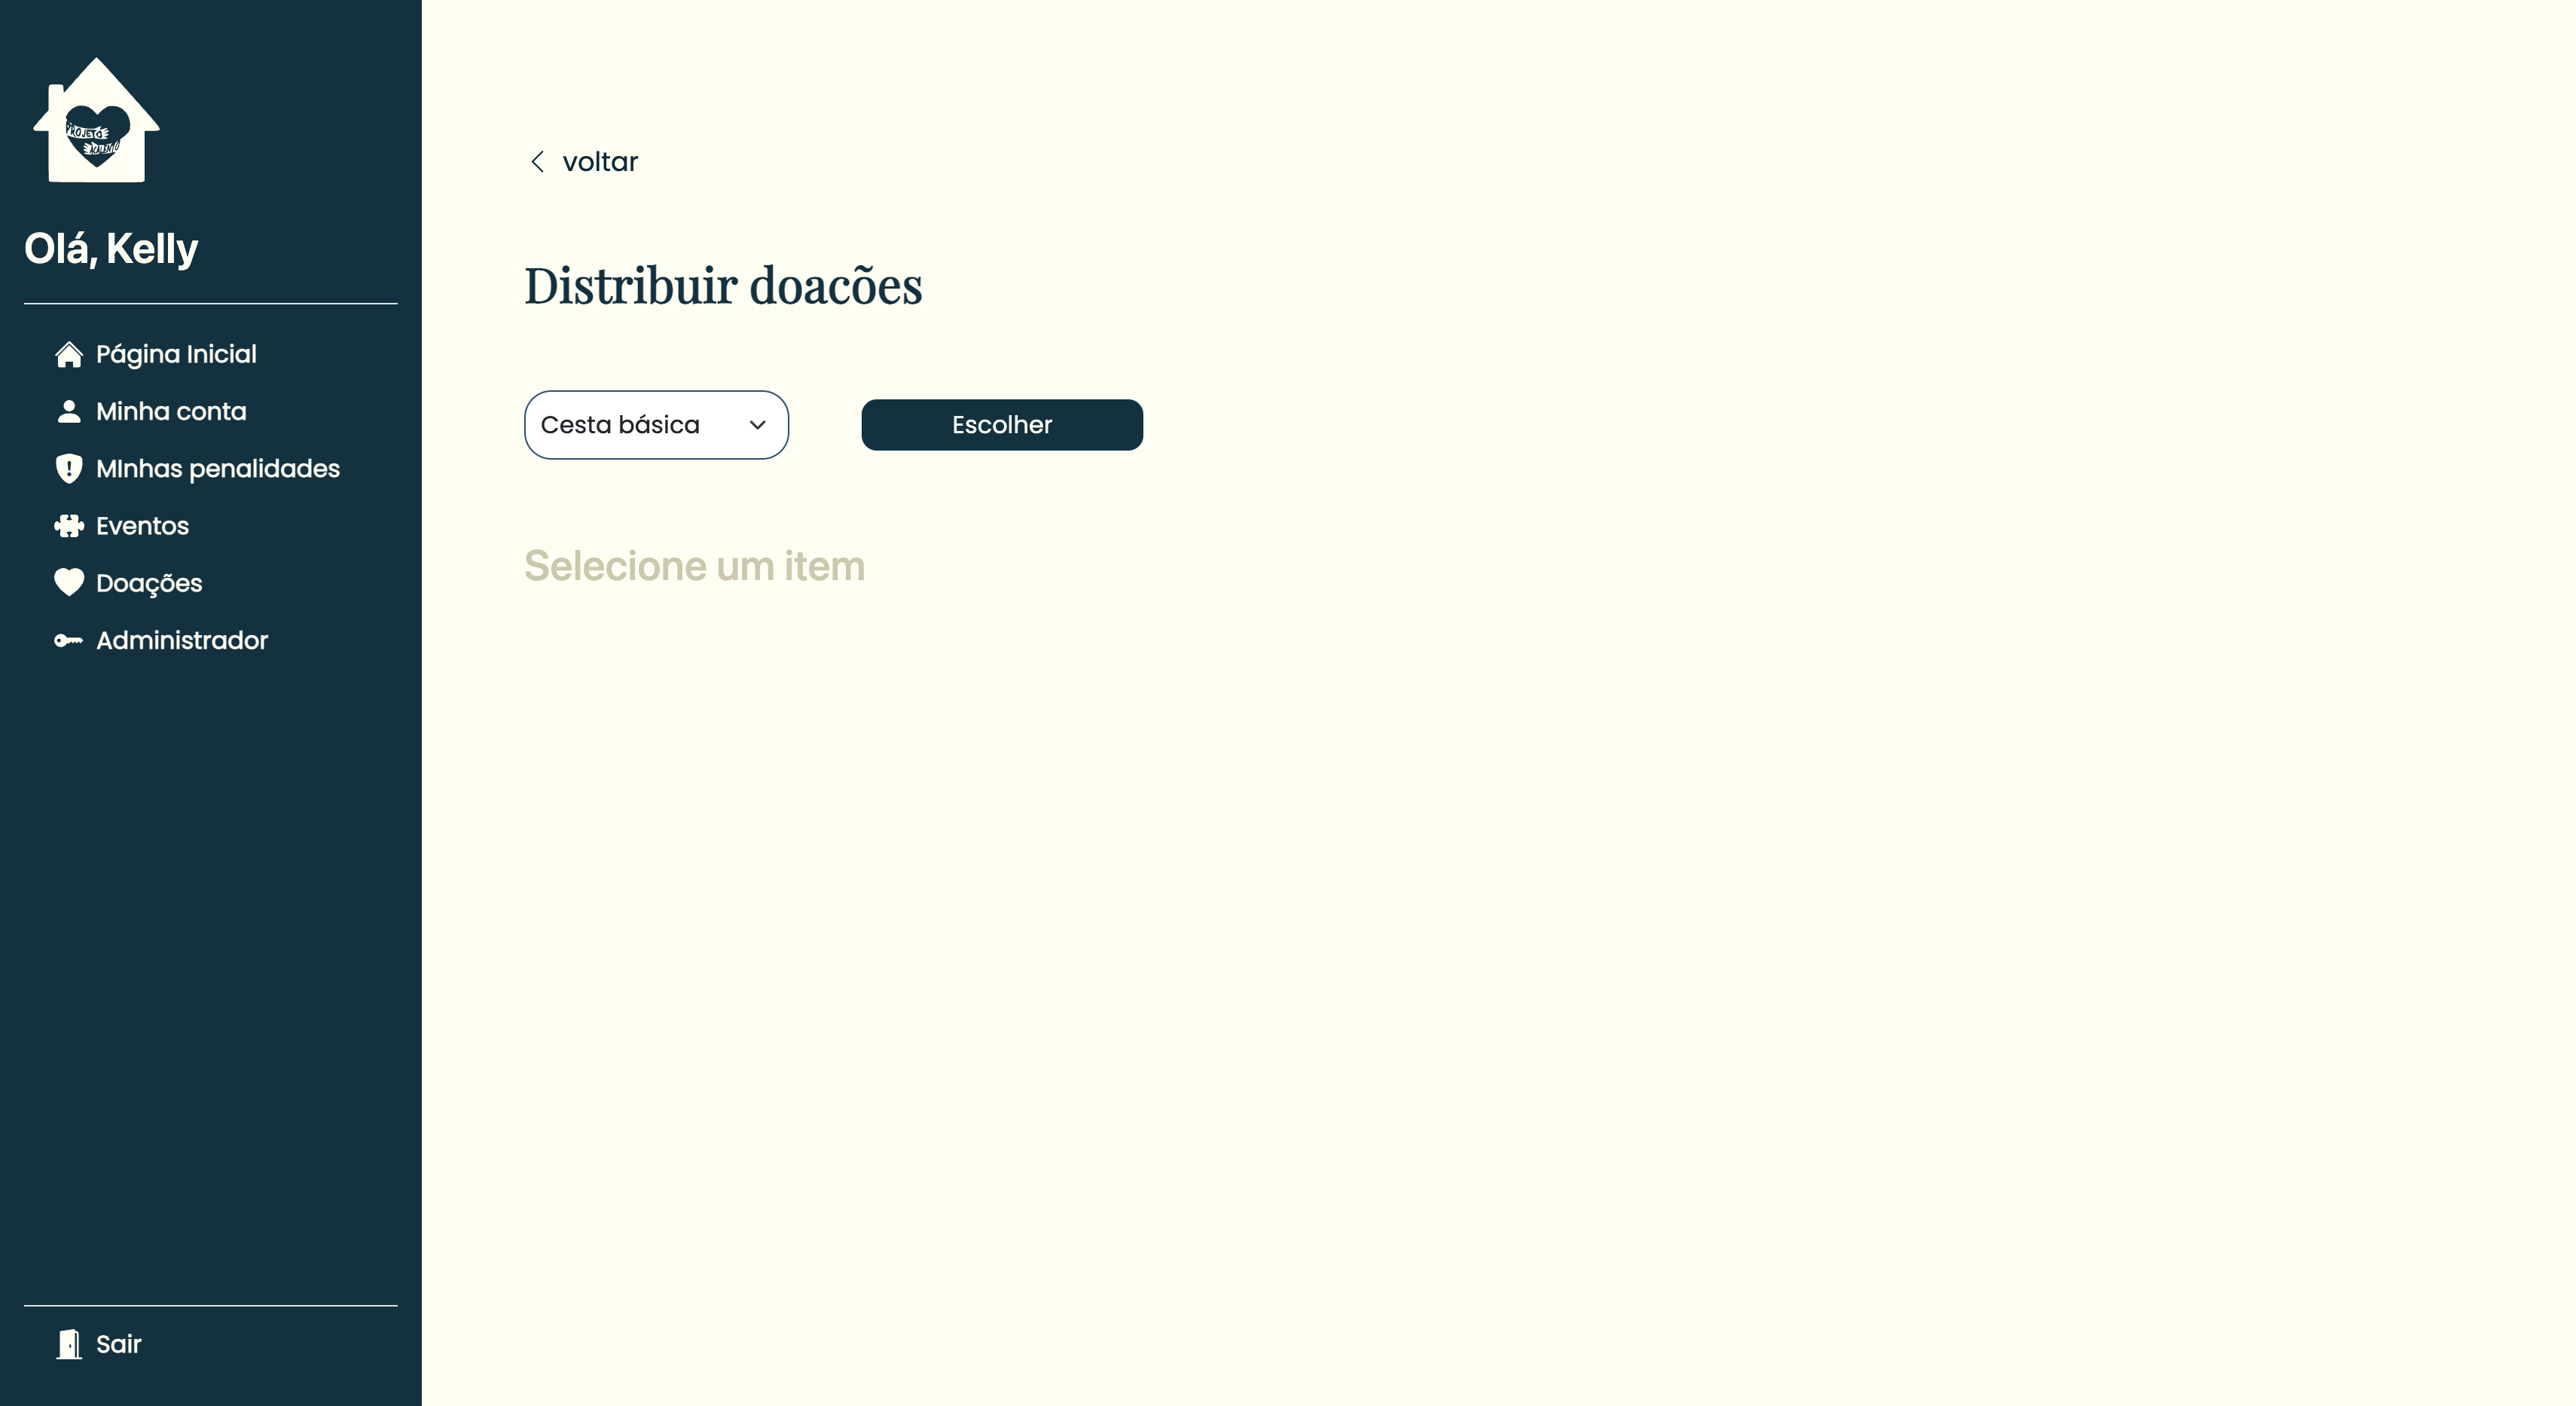 PROJETO
ACALENTO
Olá, Kelly
Página Inicial
Minha conta
MInhas penalidades
Eventos
Doações
Administrador
Sair
voltar
Distribuir doacões
Cesta básica
Escolher
Selecione um item